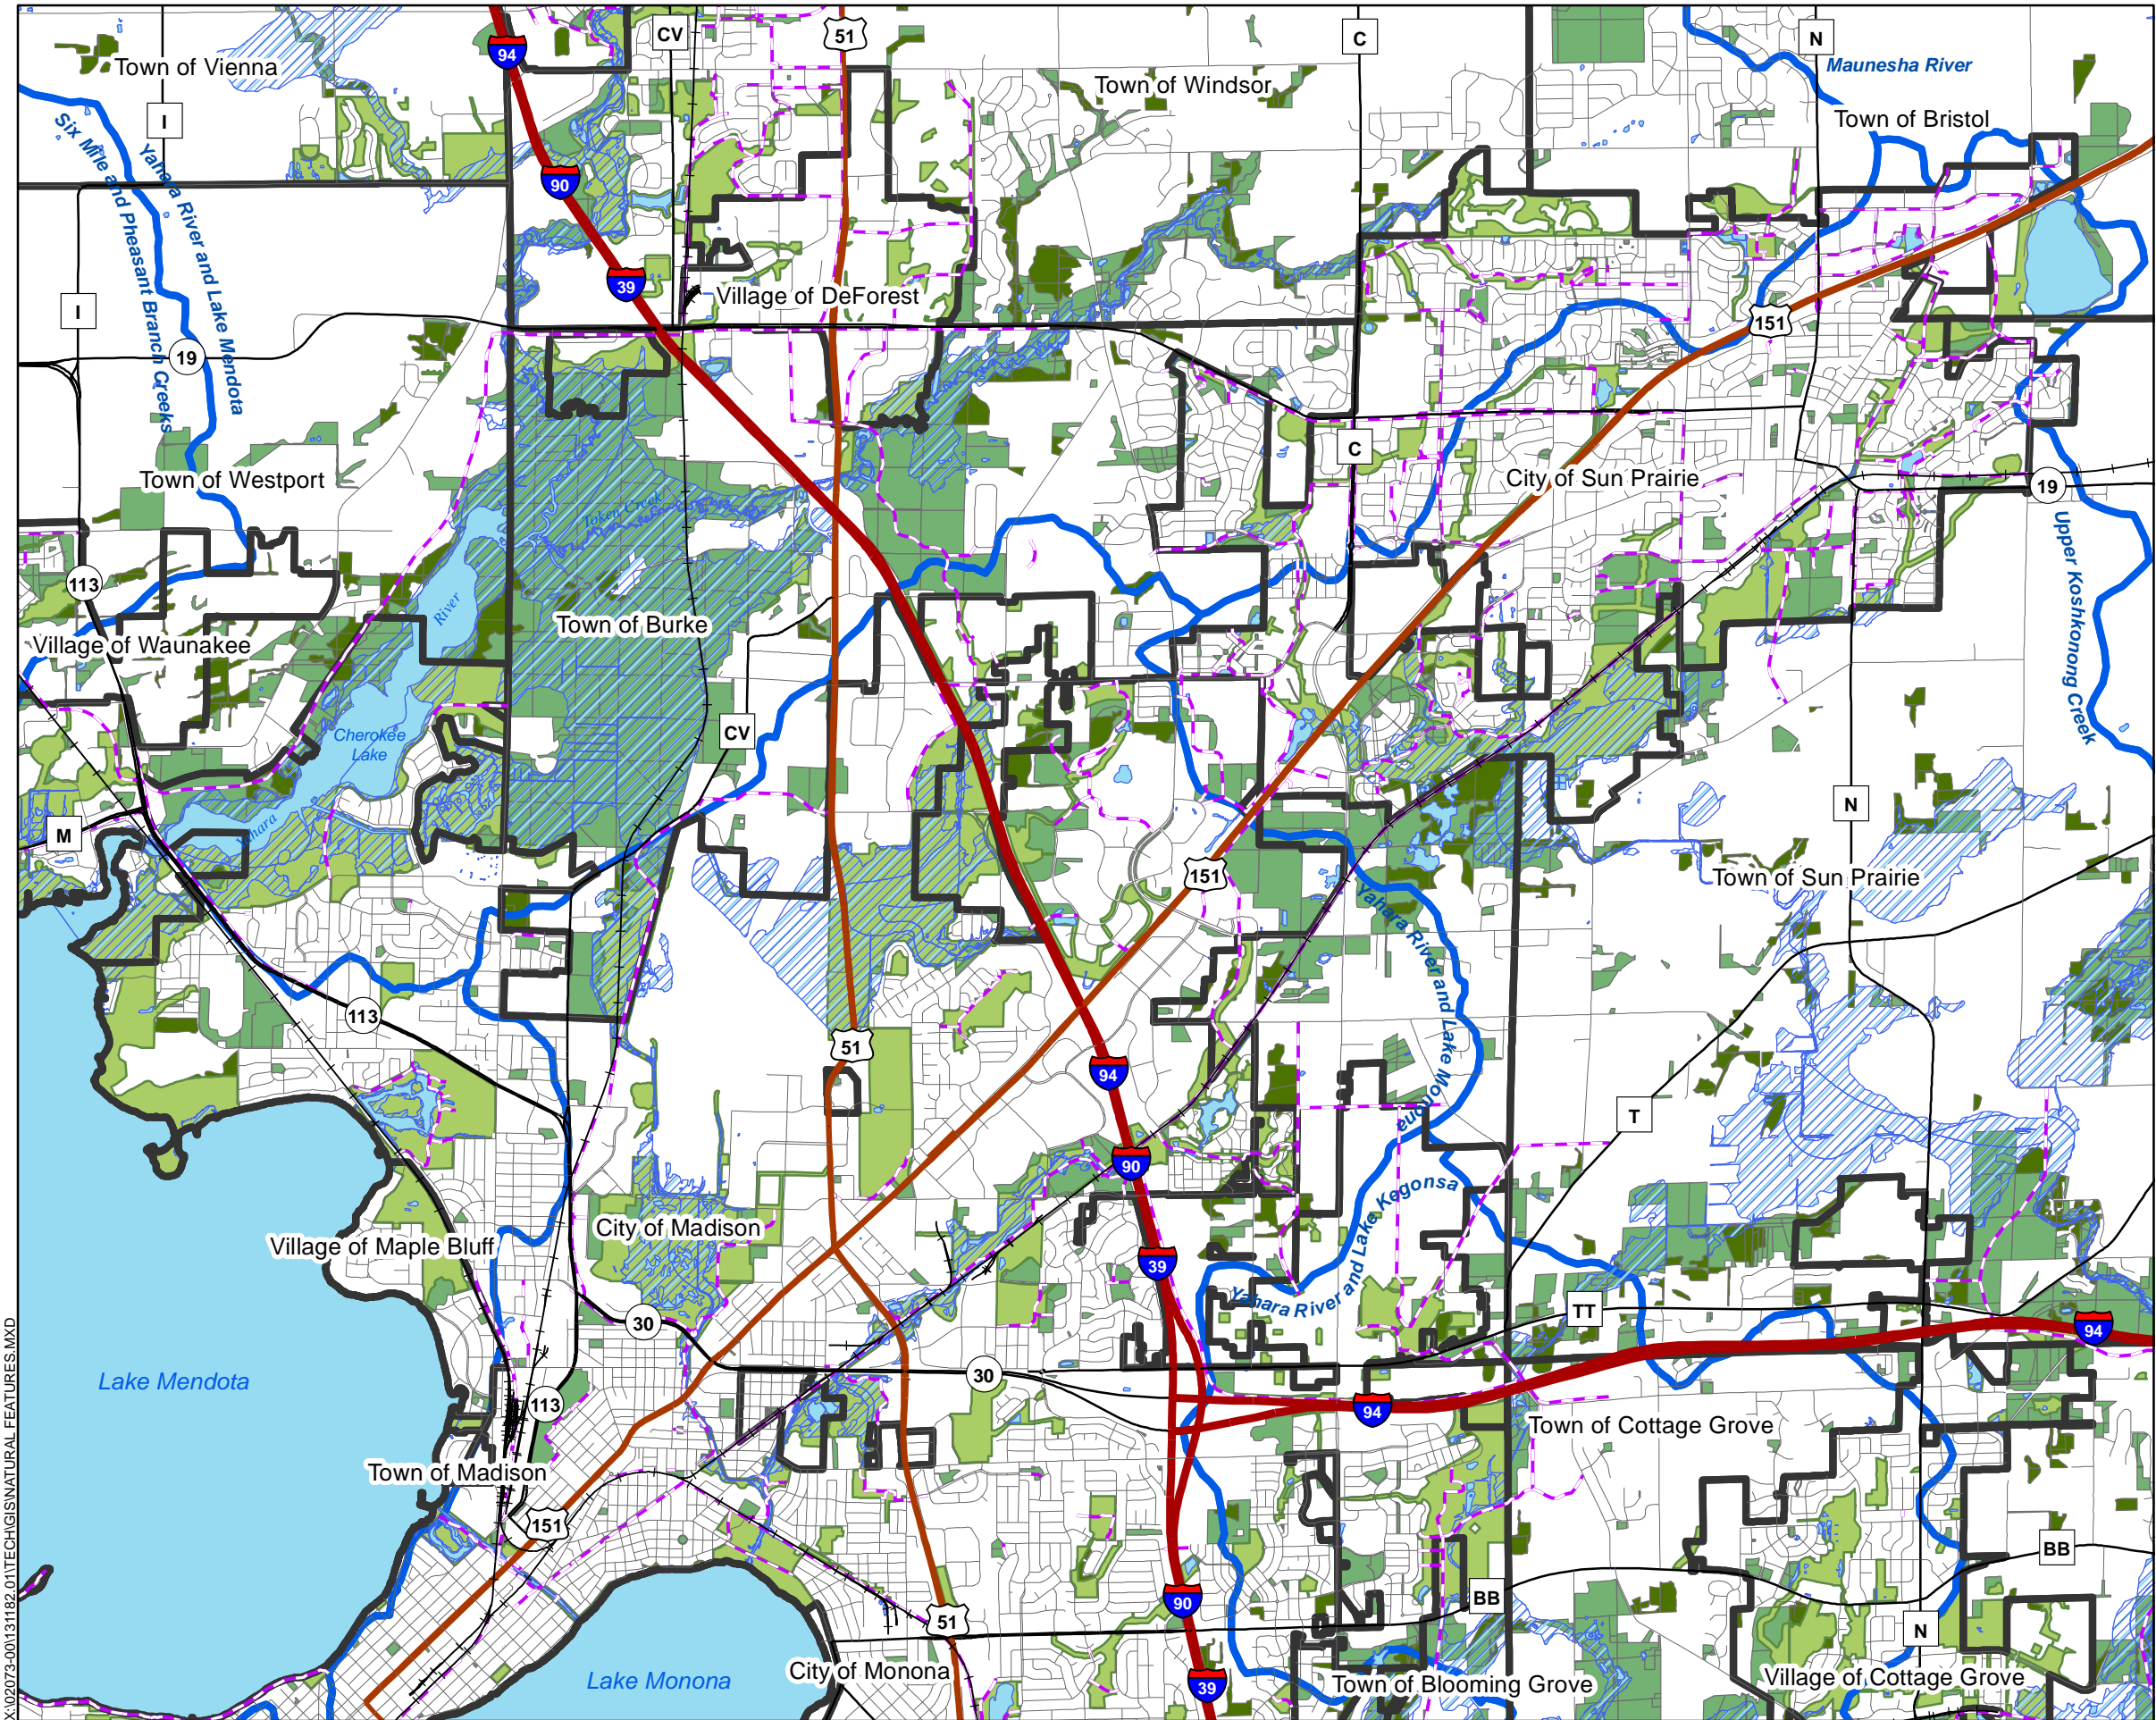 94
CV
51
C
N
Town of Vienna
Town of Windsor
Maunesha River
I
Town of Bristol
Six Mile and Pheasant Branch Creeks
Yahara River and Lake Mendota
90
39
Village of DeForest
I
151
19
C
Town of Westport
City of Sun Prairie
19
Token Creek
Upper Koshkonong Creek
113
River
Town of Burke
Village of Waunakee
CV
Cherokee
Lake
N
M
Yahara
151
Town of Sun Prairie
Yahara River and Lake Monona
113
51
94
T
90
Yahara River and Lake Kegonsa
City of Madison
Village of Maple Bluff
39
TT
30
94
Lake Mendota
30
113
94
Town of Cottage Grove
Town of Madison
151
BB
90
BB
51
N
City of Monona
Lake Monona
39
Town of Blooming Grove
Village of Cottage Grove
X:\02073-00\131182.01\TECH\GIS\NATURAL FEATURES.MXD